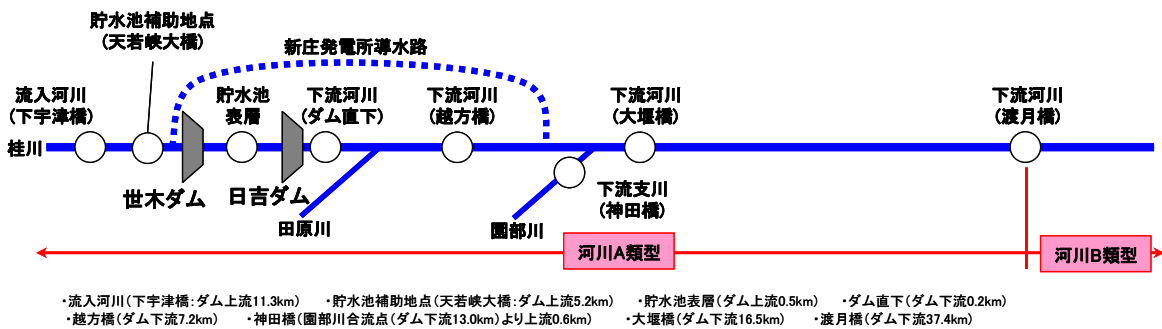 貯水池補助地点
(天若峡大橋)
新庄発電所導水路
流入河川
(下宇津橋)
貯水池
表層
下流河川
(ダム直下)
下流河川
(越方橋)
下流河川
(大堰橋)
下流河川
(渡月橋)
桂川
世木ダム
日吉ダム
田原川
園部川
下流支川
(神田橋)
河川A類型
河川B類型
・流入河川(下宇津橋:ダム上流11.3km) ・貯水池補助地点(天若峡大橋:ダム上流5.2km) ・貯水池表層(ダム上流0.5km) ・ダム直下(ダム下流0.2km)
・越方橋(ダム下流7.2km) ・神田橋(園部川合流点(ダム下流13.0km)より上流0.6km) ・大堰橋(ダム下流16.5km) ・渡月橋(ダム下流37.4km)